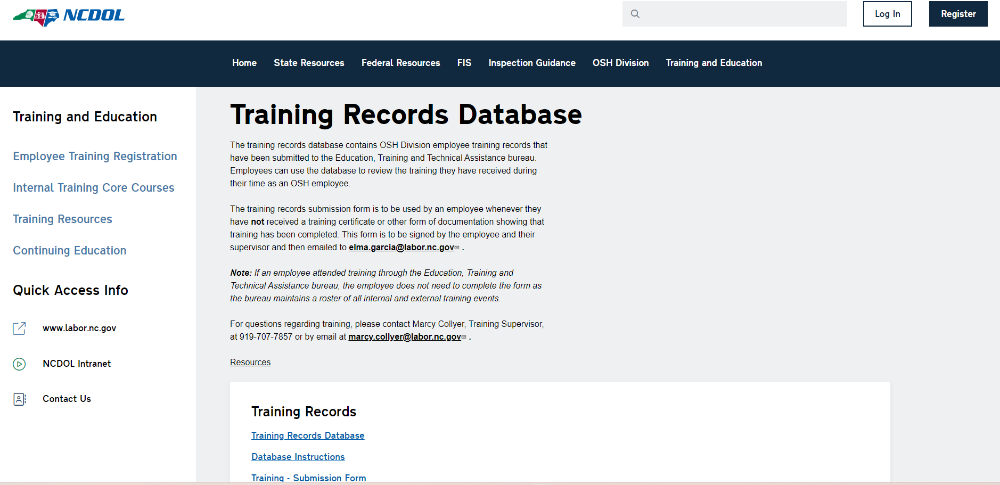 NCDOL
Log In
Register
Home
State Resources
Federal Resources
FIS
Inspection Guidance
OSH Division
Training and Education
Training and Education
Employee Training Registration
Internal Training Core Courses
Training Resources
Continuing Education
Quick Access Info
www.labor.nc.gov
NCDOL Intranet
Contact Us
Training Records Database
The training records database contains OSH Division employee training records that
have been submitted to the Education, Training and Technical Assistance bureau.
Employees can use the database to review the training they have received during
their time as an OSH employee.
The training records submission form is to be used by an employee whenever they
have not received a training certificate or other form of documentation showing that
training has been completed. This form is to be signed by the employee and their
supervisor and then emailed to elma.garcia@labor.nc.gov .
Note: If an employee attended training through the Education, Training and
Technical Assistance bureau, the employee does not need to complete the form as
the bureau maintains a roster of all internal and external training events.
For questions regarding training, please contact Marcy Collyer, Training Supervisor,
at 919-707-7857 or by email at marcy.collyer@labor.nc.gov .
Resources
Training Records
Training Records Database
Database Instructions
Training - Submission Form